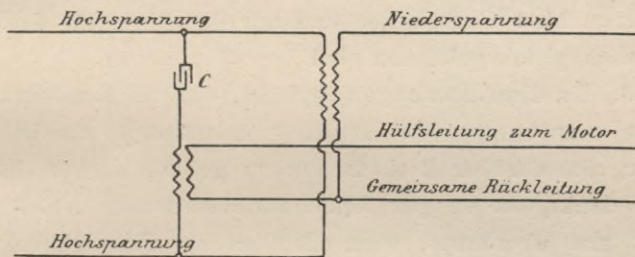 Hochspannung
Niederspannung
C
Hülfsleitung zum Motor
Gemeinsame Rückleitung
Hochspannung